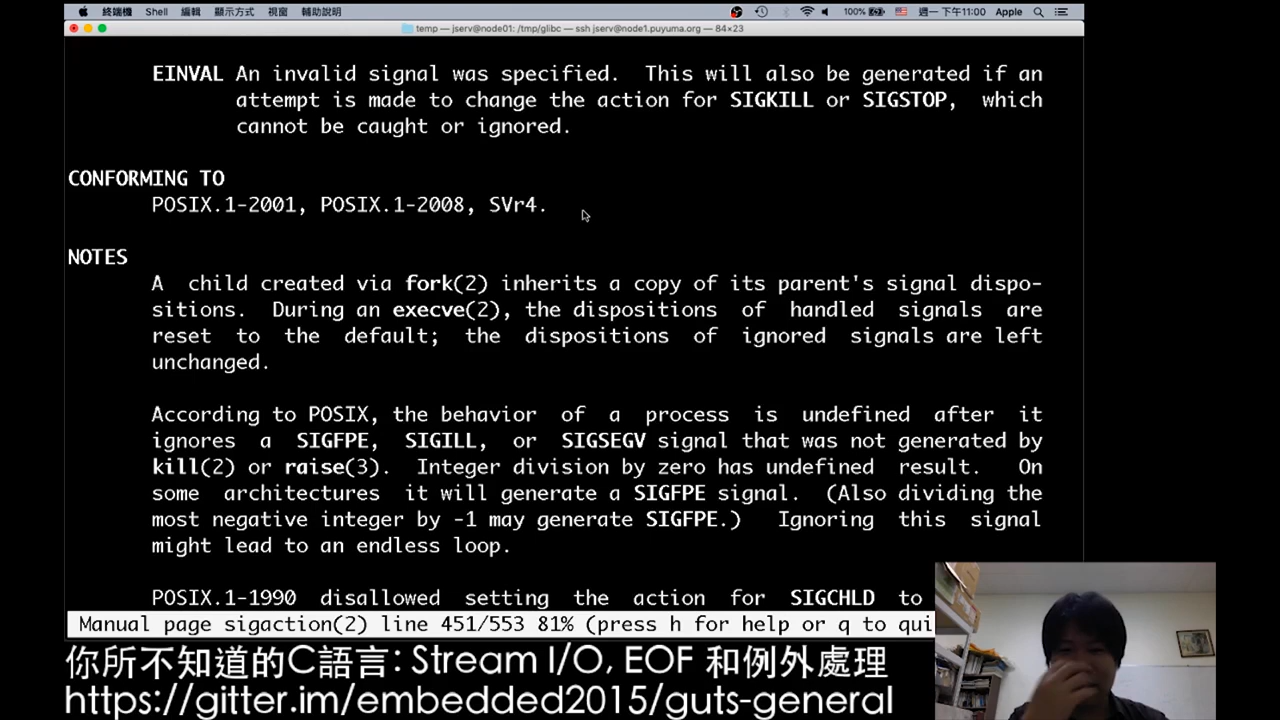 終端機 Shell 編輯 顯示方式 視窗 輔助說明 100% 週一 下午11:00 Apple
temp — jserv@node01: /tmp/glibc — ssh jserv@node1.puyuma.org — 84×23
EINVAL An invalid signal was specified. This will also be generated if an
attempt is made to change the action for SIGKILL or SIGSTOP, which
cannot be caught or ignored.
CONFORMING TO
POSIX.1-2001, POSIX.1-2008, SVr4.
NOTES
A child created via fork(2) inherits a copy of its parent's signal dispo-
sitions. During an execve(2), the dispositions of handled signals are
reset to the default; the dispositions of ignored signals are left
unchanged.
According to POSIX, the behavior of a process is undefined after it
ignores a SIGFPE, SIGILL, or SIGSEGV signal that was not generated by
kill(2) or raise(3). Integer division by zero has undefined result. On
some architectures it will generate a SIGFPE signal. (Also dividing the
most negative integer by -1 may generate SIGFPE.) Ignoring this signal
might lead to an endless loop.
POSIX.1-1990 disallowed setting the action for SIGCHLD to
Manual page sigaction(2) line 451/553 81% (press h for help or q to qui
你所不知道的C語言: Stream I/O, EOF 和例外處理
https://gitter.im/embedded2015/guts-general